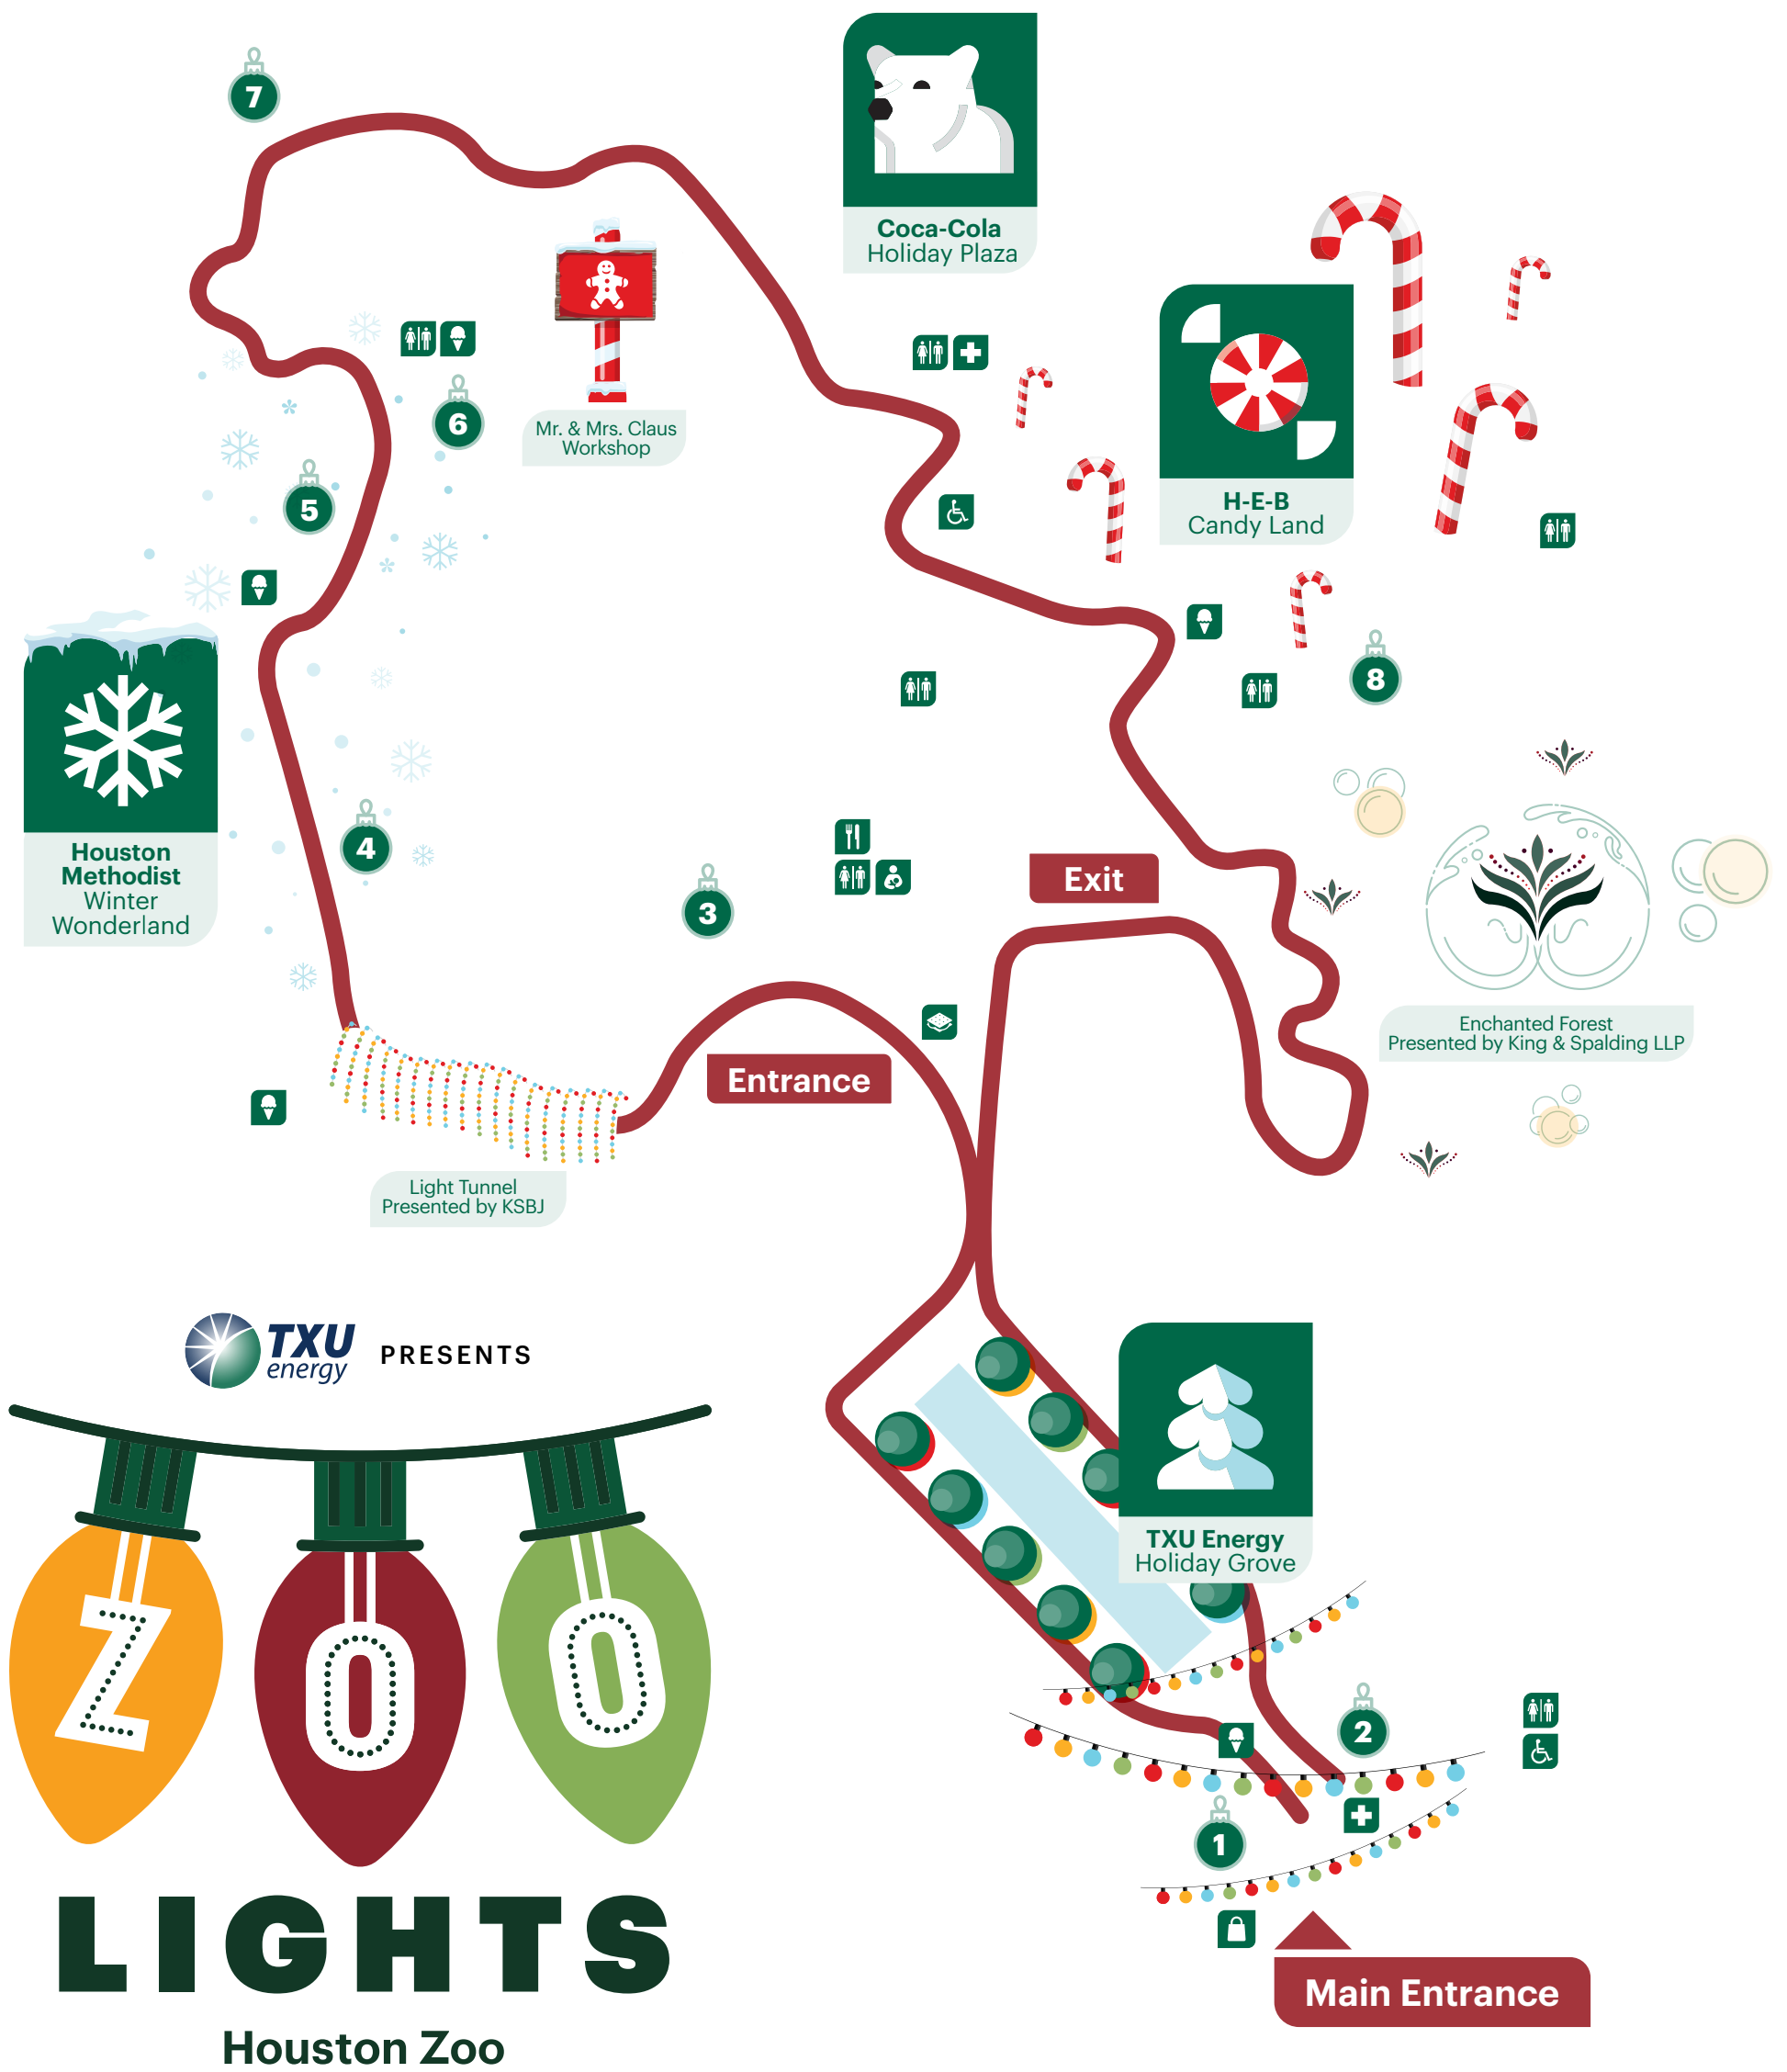 7
Coca-Cola
Holiday Plaza
Mr. & Mrs. Claus
Workshop
6
5
H-E-B
Candy Land
8
Houston
Methodist
Winter
Wonderland
4
3
Exit
Enchanted Forest
Presented by King & Spalding LLP
Entrance
Light Tunnel
Presented by KSBJ
TXU
energy
PRESENTS
ZOO
LIGHTS
Houston Zoo
TXU Energy
Holiday Grove
2
1
Main Entrance